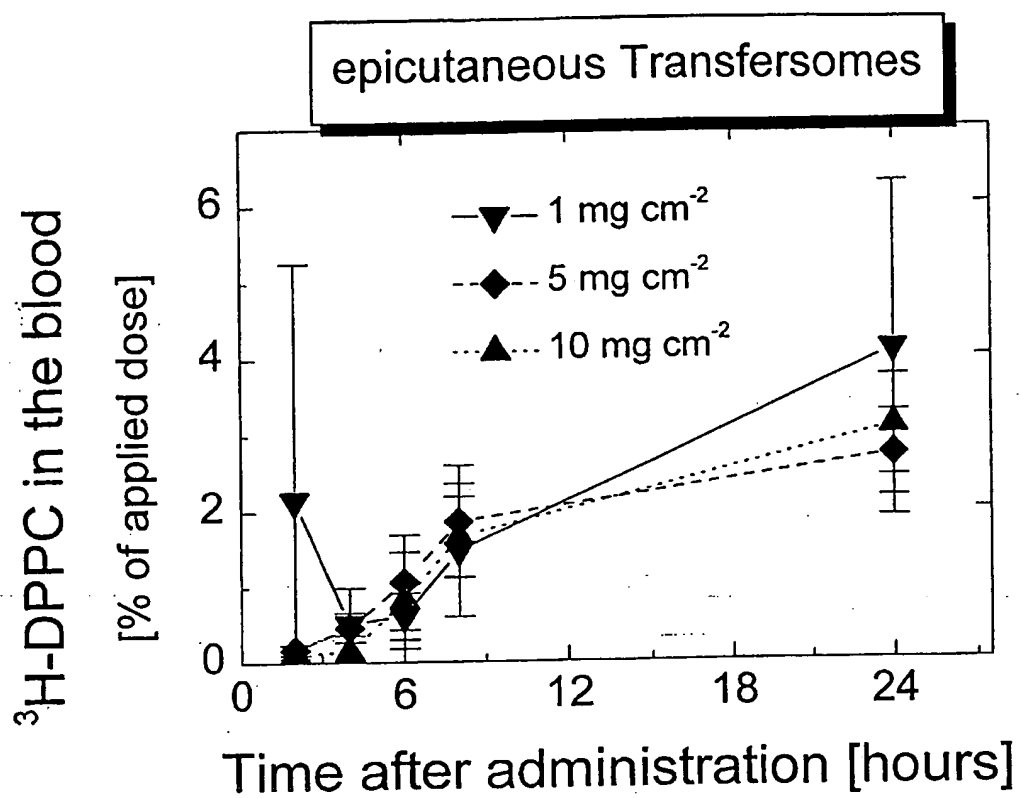 epicutaneous Transfersomes
³H-DPPC in the blood
[% of applied dose]
6
4
2
0
1 mg cm⁻²
5 mg cm⁻²
10 mg cm⁻²
0 6 12 18 24
Time after administration [hours]